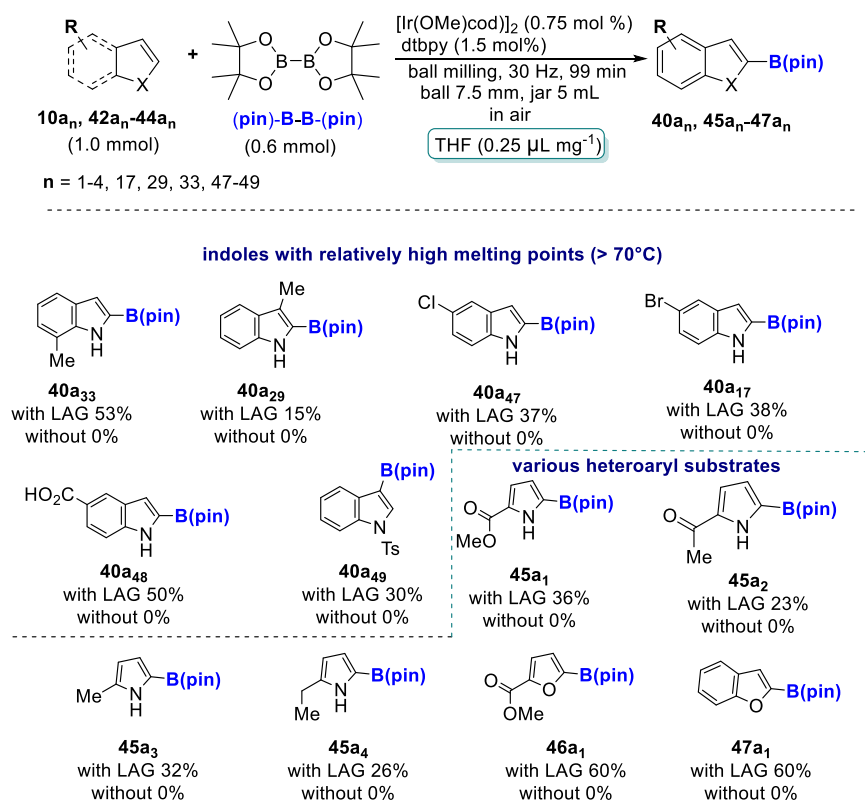 R
X
10aₙ, 42aₙ-44aₙ
(1.0 mmol)
+
O O
B B
O O
(pin)-B-B-(pin)
(0.6 mmol)
[Ir(OMe)cod)]₂ (0.75 mol %)
dtbpy (1.5 mol%)
ball milling, 30 Hz, 99 min
ball 7.5 mm, jar 5 mL
in air
THF (0.25 µL mg⁻¹)
R
X
B(pin)
40aₙ, 45aₙ-47aₙ
n = 1-4, 17, 29, 33, 47-49
indoles with relatively high melting points (> 70°C)
B(pin)
N
H
Me
40a₃₃
with LAG 53%
without 0%
Me
B(pin)
N
H
40a₂₉
with LAG 15%
without 0%
Cl
B(pin)
N
H
40a₄₇
with LAG 37%
without 0%
Br
B(pin)
N
H
40a₁₇
with LAG 38%
without 0%
HO₂C
B(pin)
N
H
40a₄₈
with LAG 50%
without 0%
B(pin)
N
Ts
40a₄₉
with LAG 30%
without 0%
various heteroaryl substrates
O
MeO
N
H
B(pin)
45a₁
with LAG 36%
without 0%
O
Me
N
H
B(pin)
45a₂
with LAG 23%
without 0%
Me
N
H
B(pin)
45a₃
with LAG 32%
without 0%
Me
N
H
B(pin)
45a₄
with LAG 26%
without 0%
O
OMe
O
B(pin)
46a₁
with LAG 60%
without 0%
O
B(pin)
47a₁
with LAG 60%
without 0%